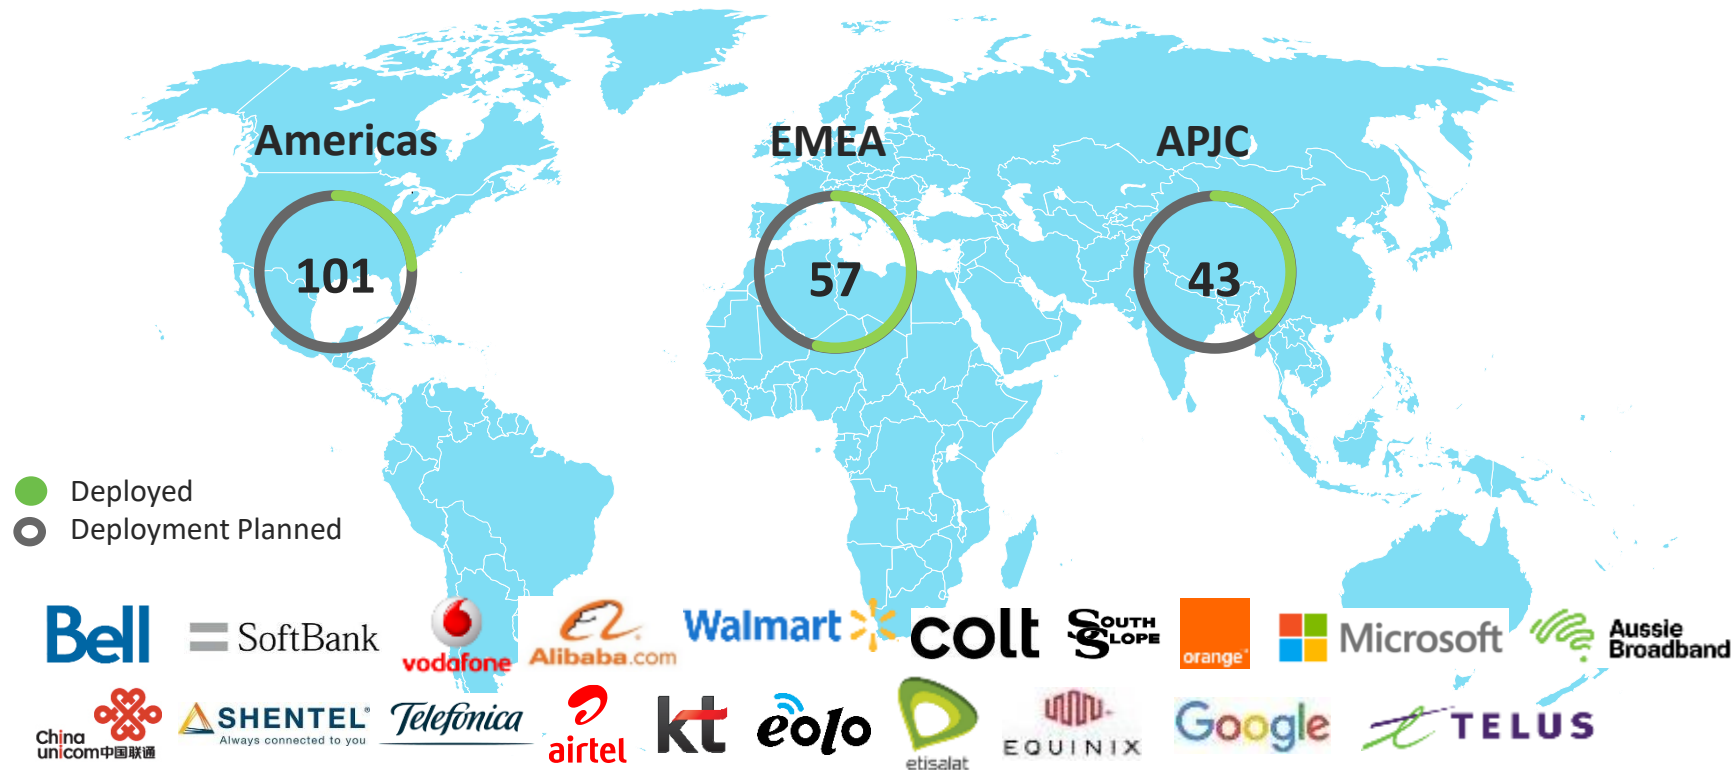 Americas
EMEA
APJC
101
57
43
Deployed
Deployment Planned
Bell
SoftBank
vodafone
Alibaba.com
Walmart
colt
SOUTH
SLOPE
orange
Microsoft
Aussie
Broadband
China
unicom中国联通
SHENTEL®
Always connected to you
Telefónica
airtel
kt
eolo
etisalat
EQUINIX
Google
TELUS